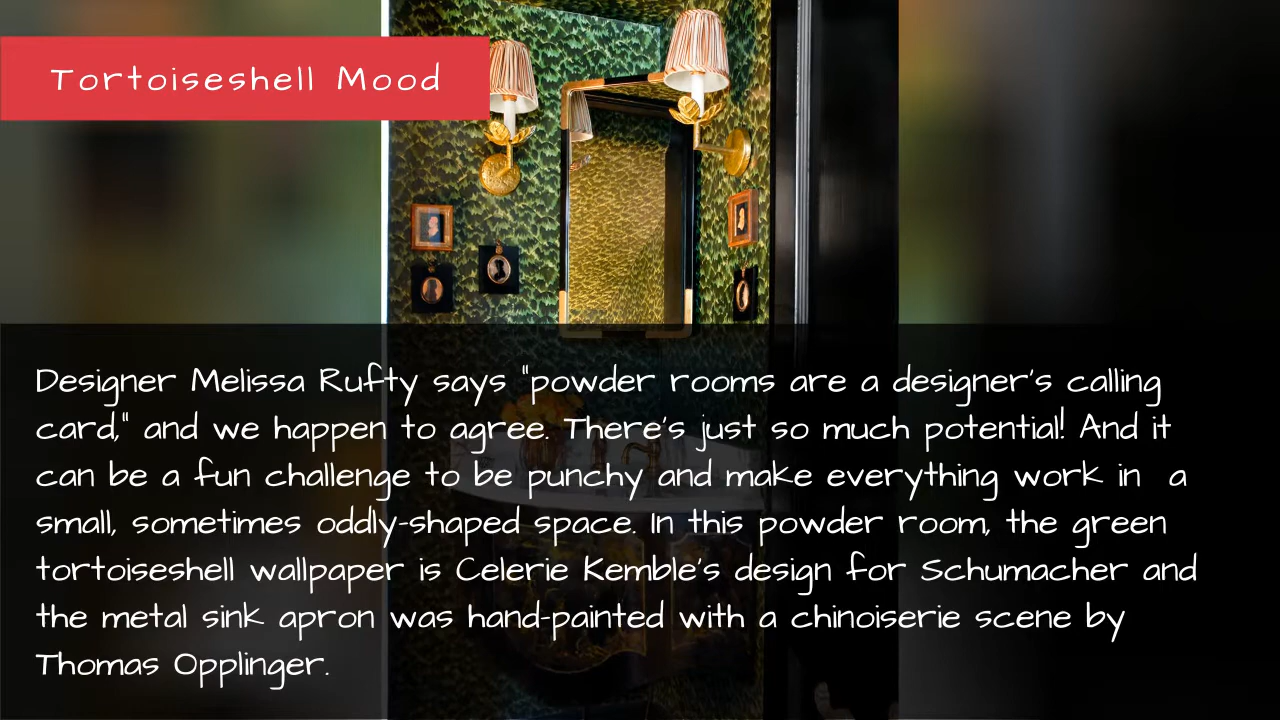 Tortoiseshell Mood
Designer Melissa Rufty says "powder rooms are a designer's calling
card," and we happen to agree. There's just so much potential! And it
can be a fun challenge to be punchy and make everything work in  a
small, sometimes oddly-shaped space. In this powder room, the green
tortoiseshell wallpaper is Celerie Kemble's design for Schumacher and
the metal sink apron was hand-painted with a chinoiserie scene by
Thomas Opplinger.